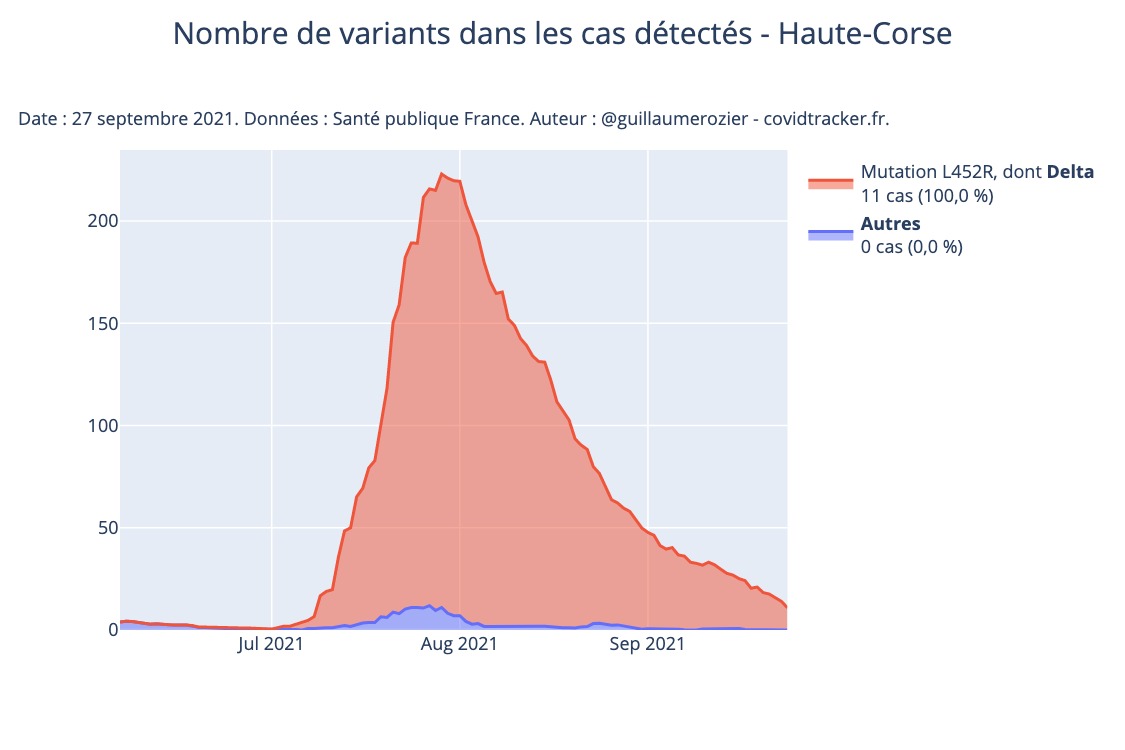 Nombre de variants dans les cas détectés - Haute-Corse
Date : 27 septembre 2021. Données : Santé publique France. Auteur : @guillaumerozier - covidtracker.fr.
Mutation L452R, dont Delta
11 cas (100,0 %)
Autres
0 cas (0,0 %)
200
150
100
50
0
Jul 2021
Aug 2021
Sep 2021